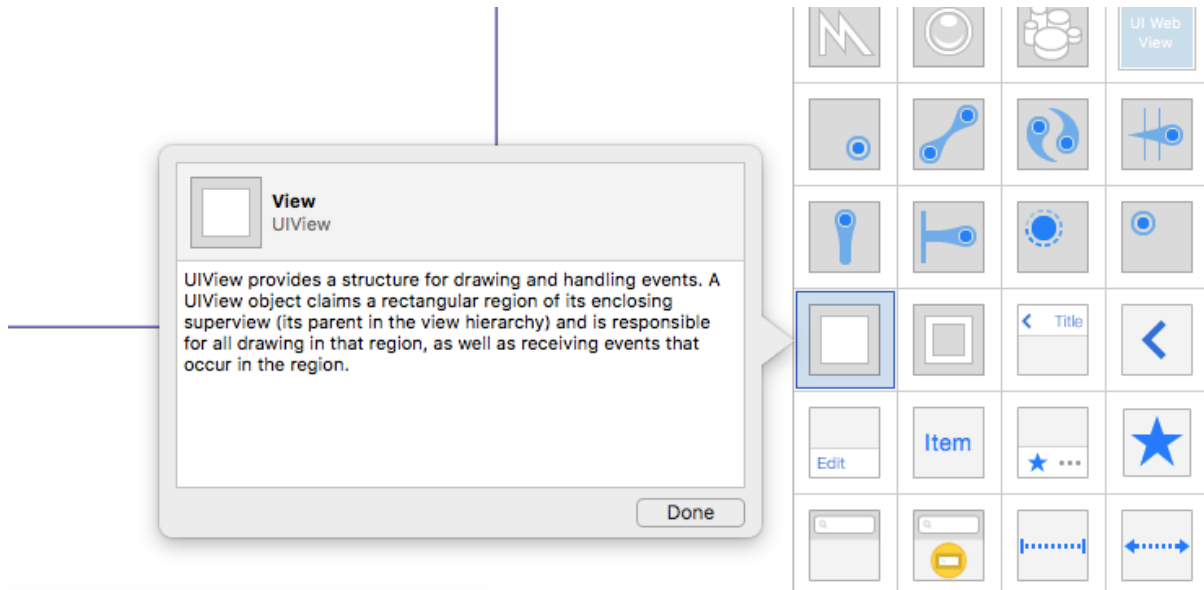 UI Web
View
View
UIView
UIView provides a structure for drawing and handling events. A
UIView object claims a rectangular region of its enclosing
superview (its parent in the view hierarchy) and is responsible
for all drawing in that region, as well as receiving events that
occur in the region.
Done
Title
Edit
Item